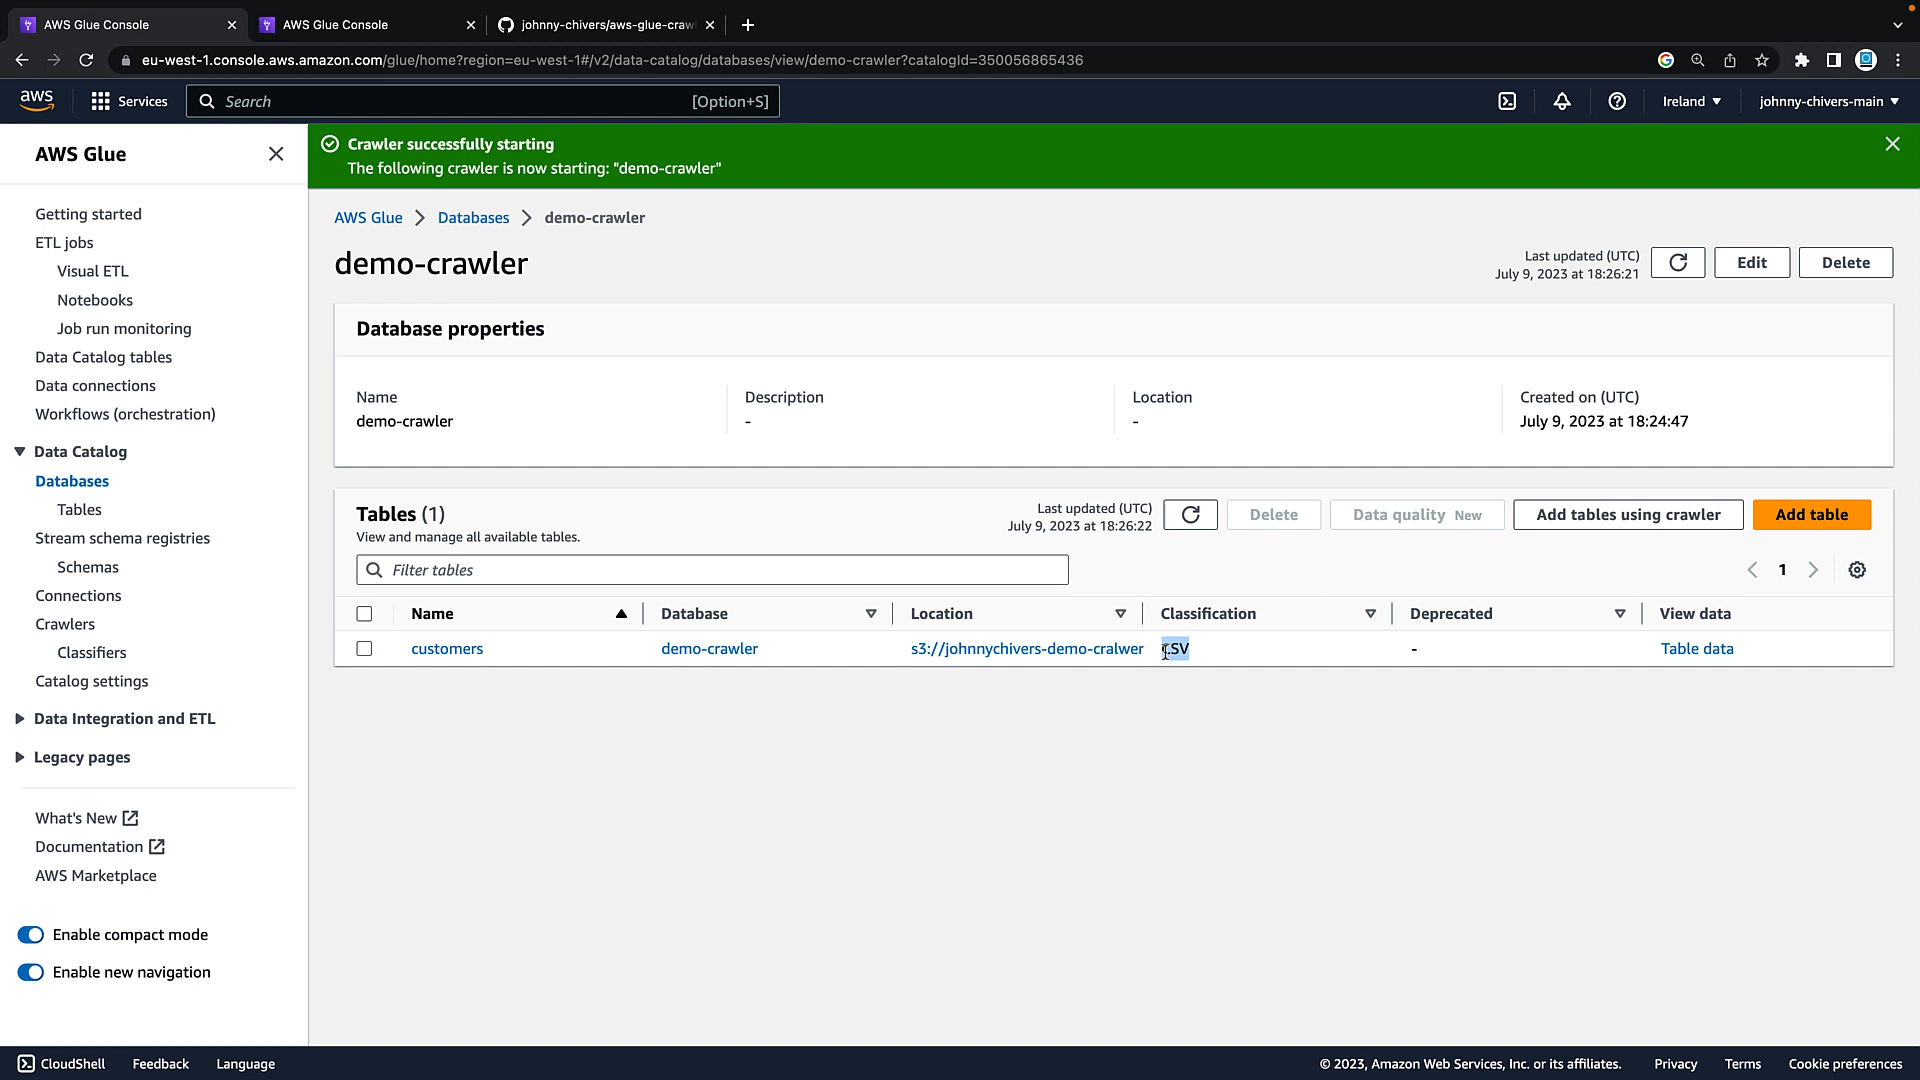 AWS Glue Console
AWS Glue Console
johnny-chivers/aws-glue-craw
eu-west-1.console.aws.amazon.com/glue/home?region=eu-west-1#/v2/data-catalog/databases/view/demo-crawler?catalogId=350056865436
aws
Services
Search
[Option+S]
Ireland
johnny-chivers-main
AWS Glue
Crawler successfully starting
The following crawler is now starting: "demo-crawler"
Getting started
ETL jobs
Visual ETL
Notebooks
Job run monitoring
Data Catalog tables
Data connections
Workflows (orchestration)
Data Catalog
Databases
Tables
Stream schema registries
Schemas
Connections
Crawlers
Classifiers
Catalog settings
Data Integration and ETL
Legacy pages
What's New
Documentation
AWS Marketplace
Enable compact mode
Enable new navigation
AWS Glue
Databases
demo-crawler
demo-crawler
Last updated (UTC)
July 9, 2023 at 18:26:21
Edit
Delete
Database properties
Name
demo-crawler
Description
-
Location
-
Created on (UTC)
July 9, 2023 at 18:24:47
Tables (1)
View and manage all available tables.
Last updated (UTC)
July 9, 2023 at 18:26:22
Delete
Data quality New
Add tables using crawler
Add table
Filter tables
1
Name Database Location Classification Deprecated View data
customers demo-crawler s3://johnnychivers-demo-cralwer CSV - Table data
CloudShell
Feedback
Language
© 2023, Amazon Web Services, Inc. or its affiliates.
Privacy
Terms
Cookie preferences